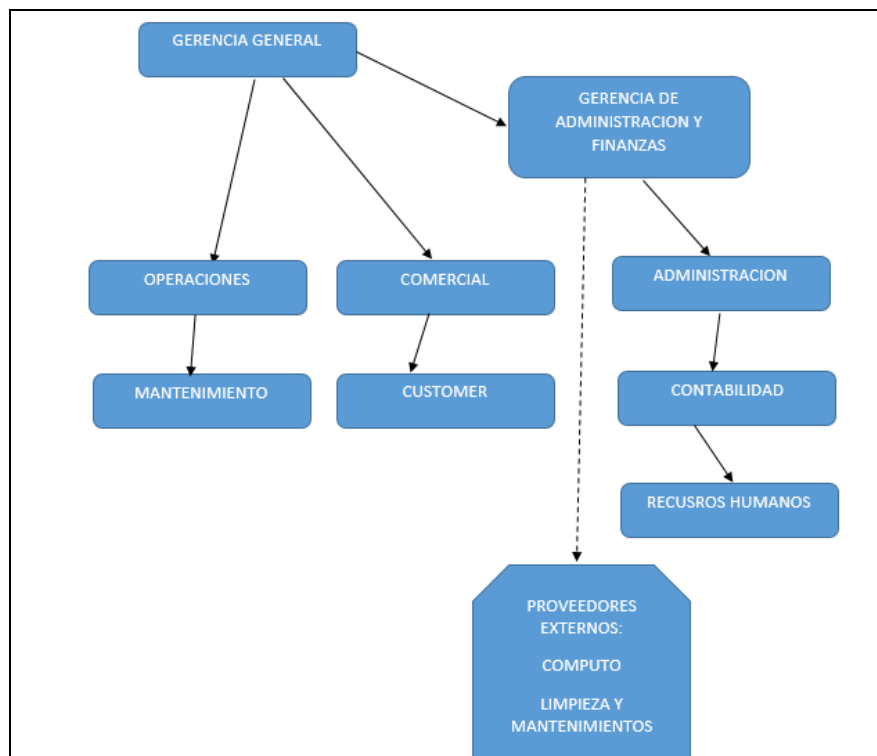 GERENCIA GENERAL
GERENCIA DE
ADMINISTRACION Y
FINANZAS
OPERACIONES
COMERCIAL
ADMINISTRACION
MANTENIMIENTO
CUSTOMER
CONTABILIDAD
RECUSROS HUMANOS
PROVEEDORES
EXTERNOS:
COMPUTO
LIMPIEZA Y
MANTENIMIENTOS